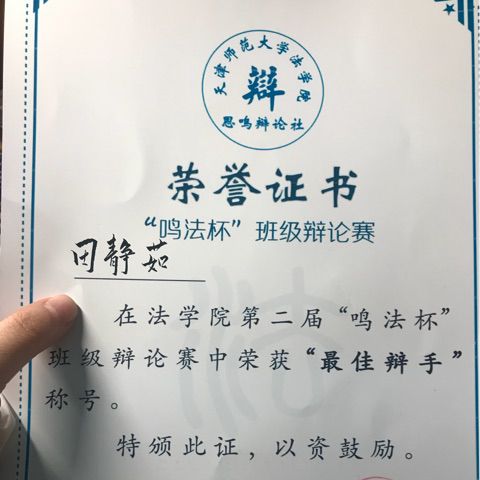 天津师范大学法学院
辩
思鸣辩论社
荣誉证书
“鸣法杯”班级辩论赛
田静茹
在法学院第二届“鸣法杯”
班级辩论赛中荣获“最佳辩手”
称号。
特颁此证，以资鼓励。